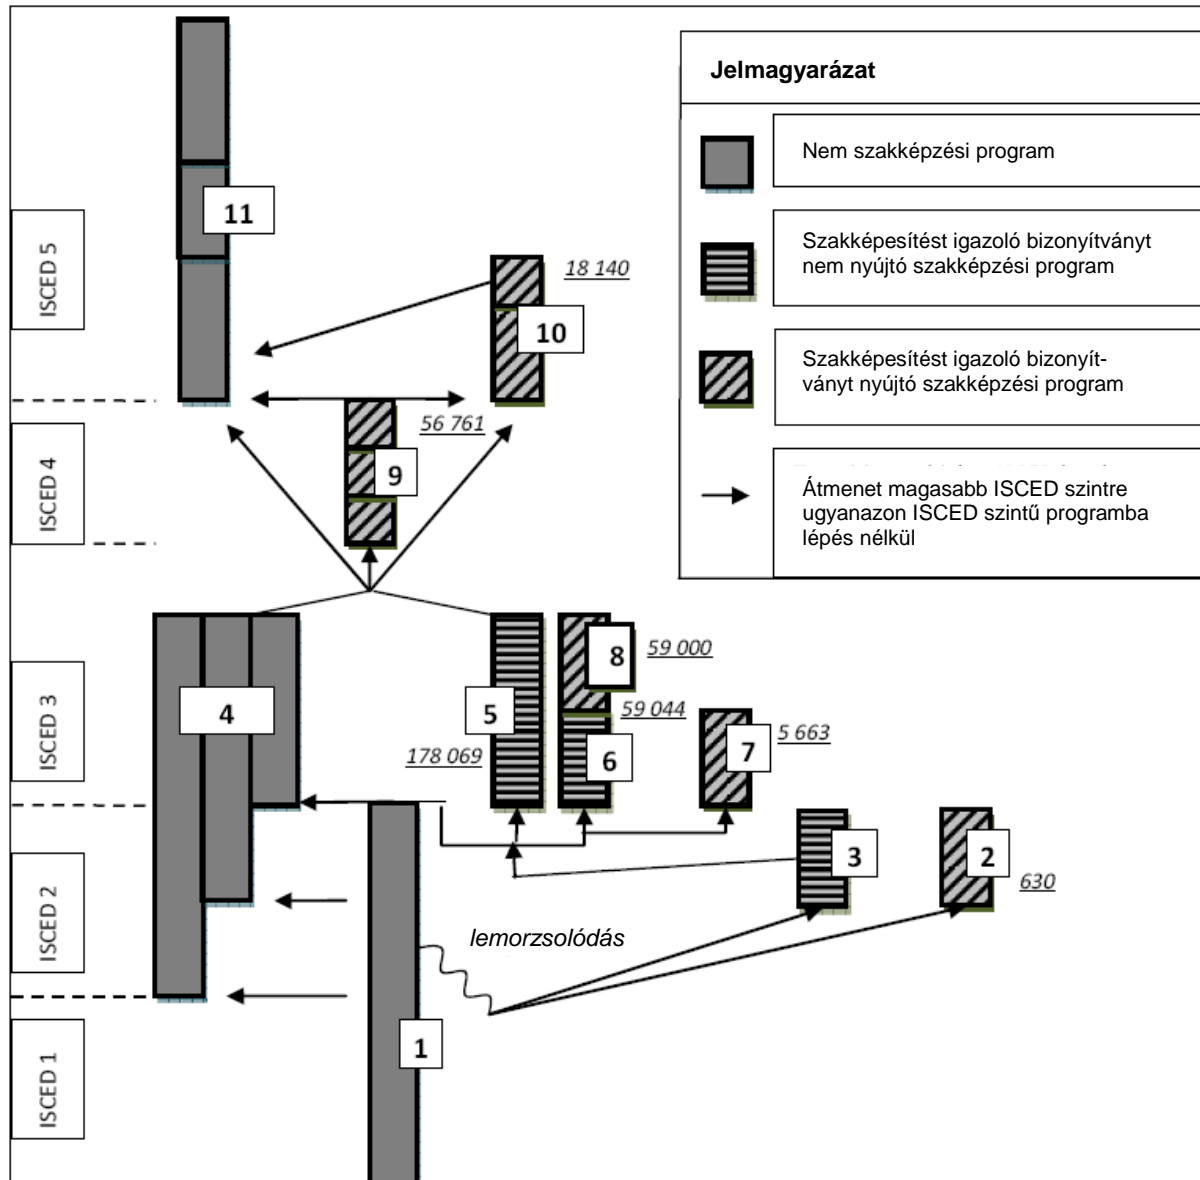 Jelmagyarázat
Nem szakképzési program
Szakképesítést igazoló bizonyítványt
nem nyújtó szakképzési program
Szakképesítést igazoló bizonyít-
ványt nyújtó szakképzési program
Átmenet magasabb ISCED szintre
ugyanazon ISCED szintű programba
lépés nélkül
ISCED 5
11
18 140
10
ISCED 4
56 761
9
ISCED 3
4
5
178 069
8
59 000
59 044
6
7
5 663
ISCED 2
3
2
630
lemorzsolódás
ISCED 1
1